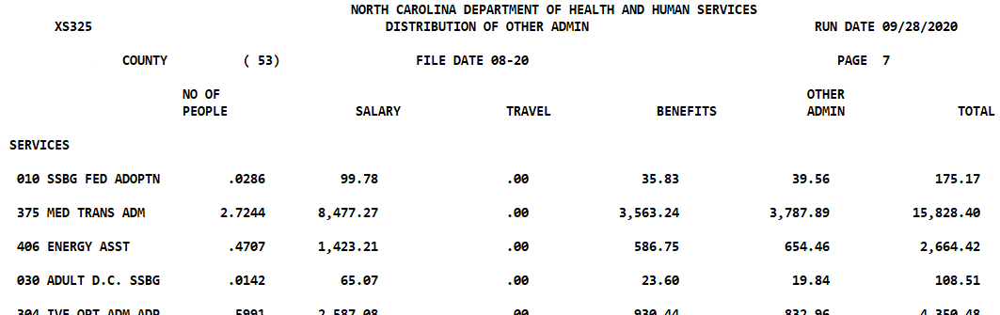 NORTH CAROLINA DEPARTMENT OF HEALTH AND HUMAN SERVICES
XS325 DISTRIBUTION OF OTHER ADMIN RUN DATE 09/28/2020
COUNTY ( 53) FILE DATE 08-20 PAGE 7
NO OF OTHER
PEOPLE SALARY TRAVEL BENEFITS ADMIN TOTAL
SERVICES
010 SSBG FED ADOPTN .0286 99.78 .00 35.83 39.56 175.17
375 MED TRANS ADM 2.7244 8,477.27 .00 3,563.24 3,787.89 15,828.40
406 ENERGY ASST .4707 1,423.21 .00 586.75 654.46 2,664.42
030 ADULT D.C. SSBG .0142 65.07 .00 23.60 19.84 108.51
304 IVE OPT ADM ADP .5991 2,587.08 .00 930.44 832.96 4,350.48